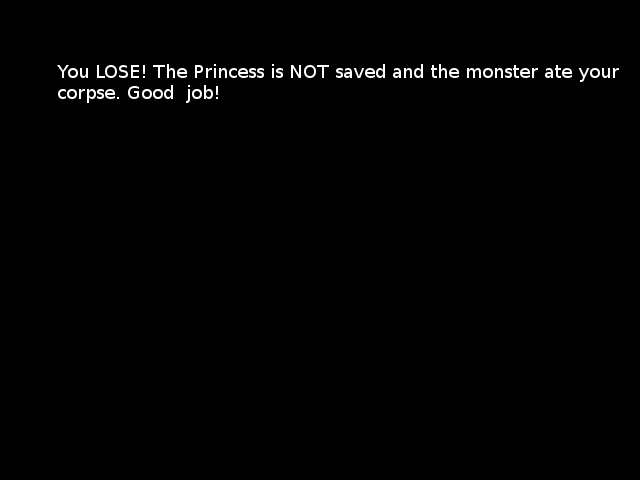 You LOSE! The Princess is NOT saved and the monster ate your
corpse. Good  job!